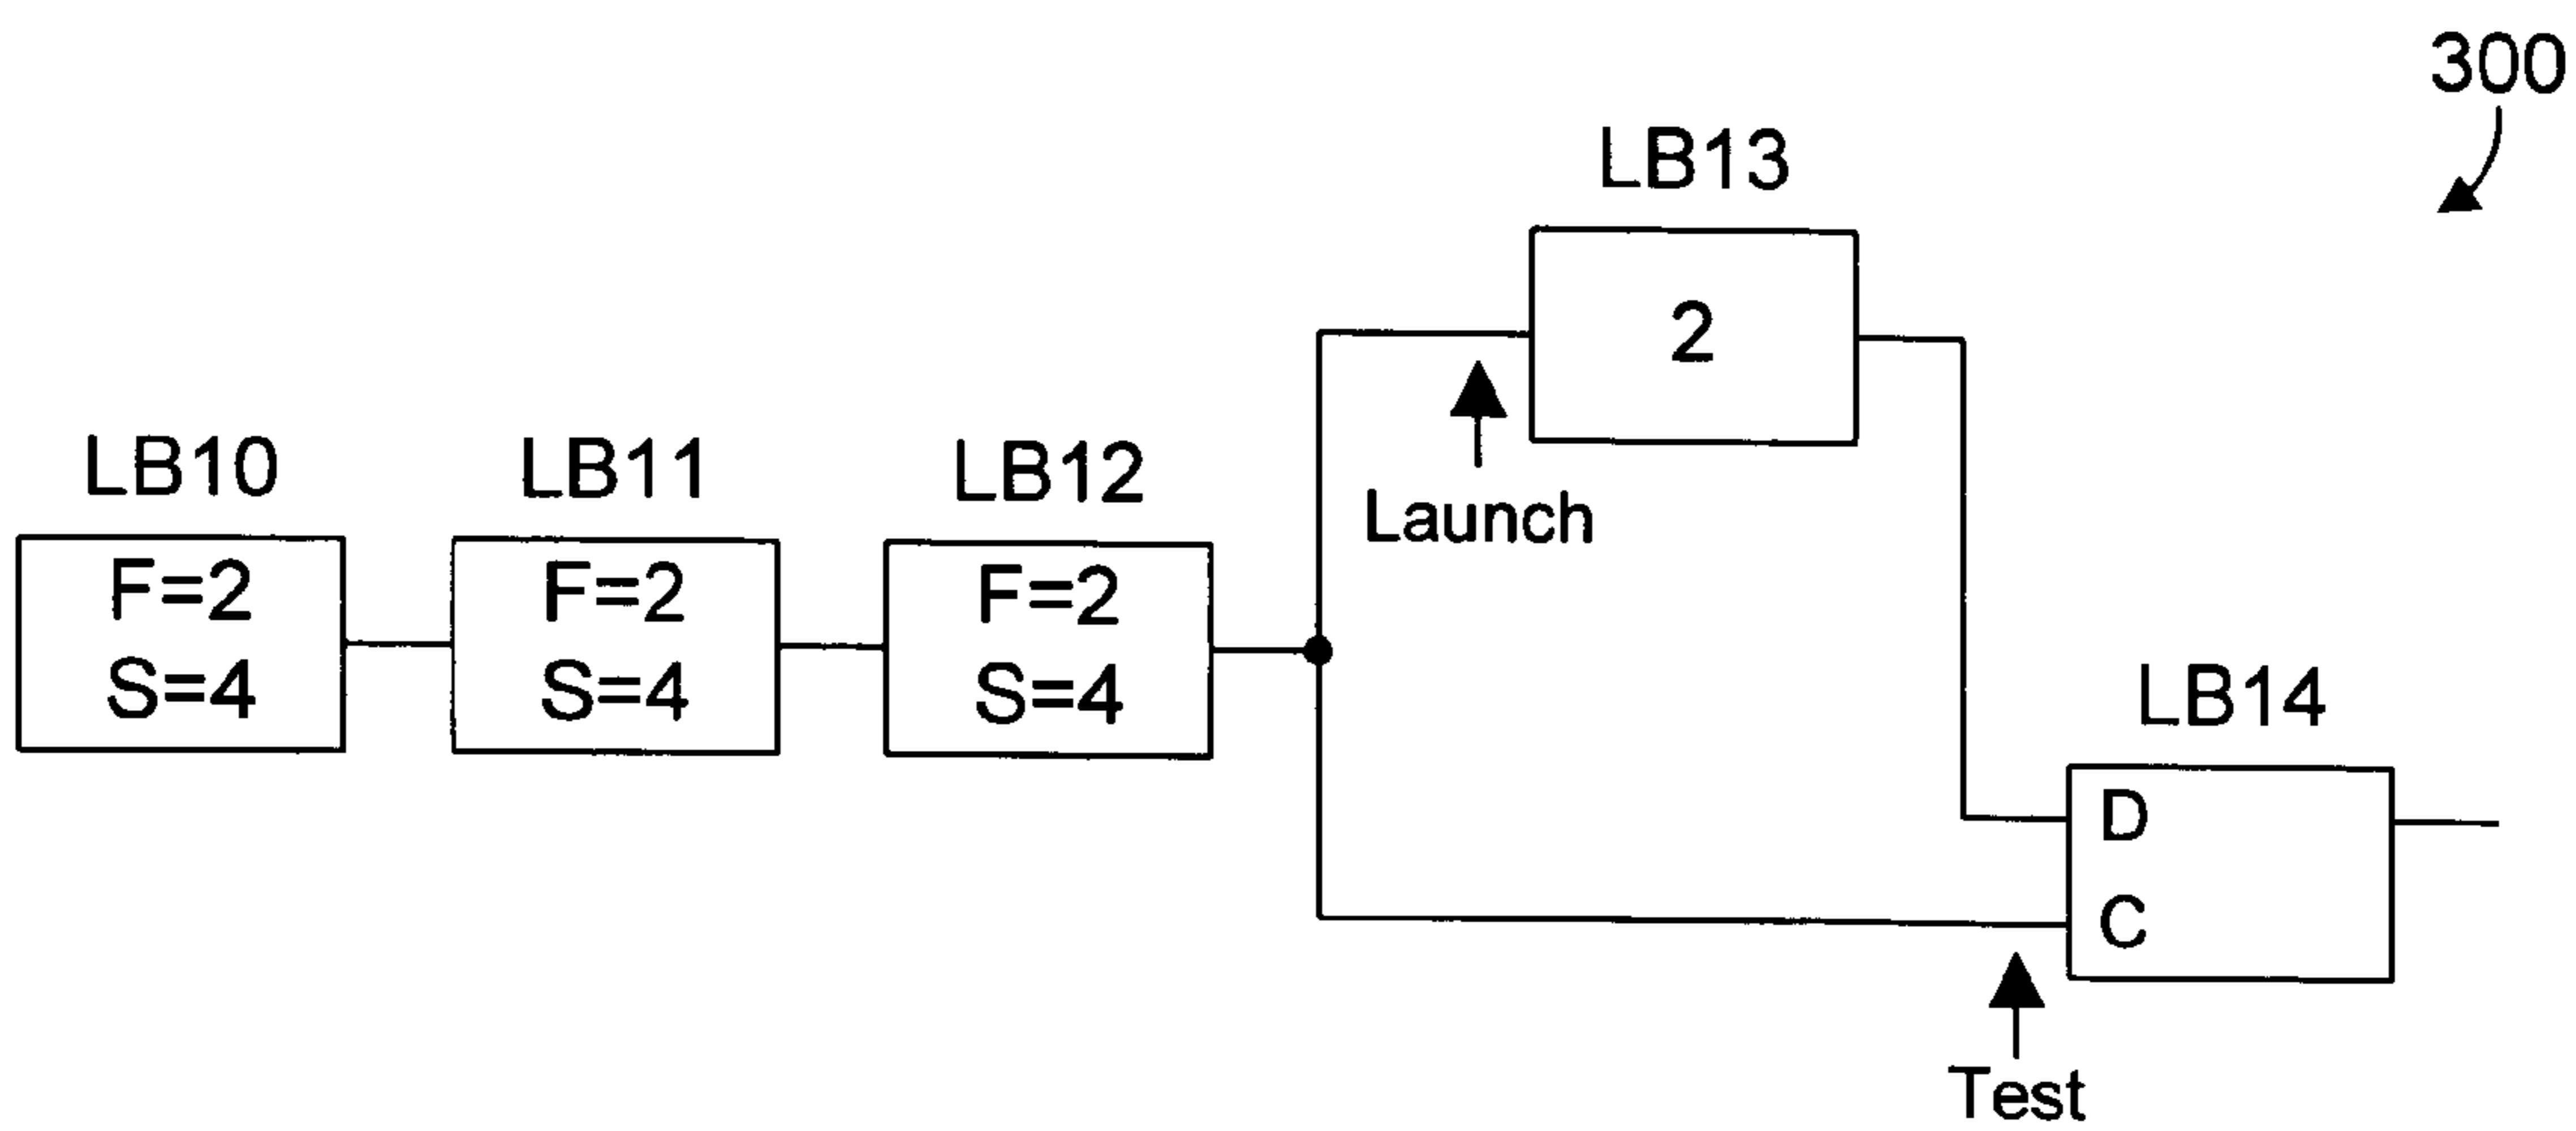 300
LB13
2
Launch
LB10
F=2
S=4
LB11
F=2
S=4
LB12
F=2
S=4
LB14
D
C
Test